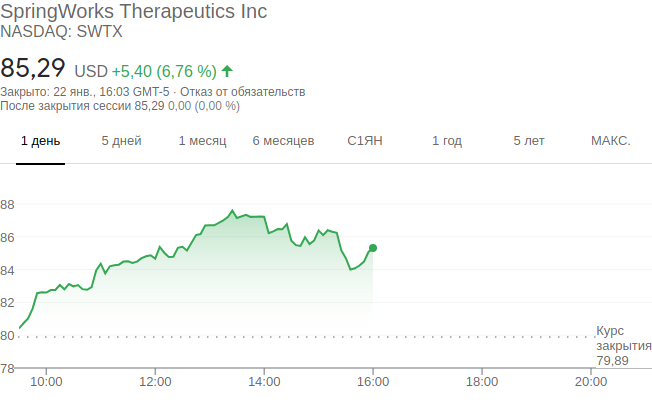 SpringWorks Therapeutics Inc
NASDAQ: SWTX
85,29 USD +5,40 (6,76 %)
Закрыто: 22 янв., 16:03 GMT-5 · Отказ от обязательств
После закрытия сессии 85,29 0,00 (0,00 %)
1 день 5 дней 1 месяц 6 месяцев С1ЯН 1 год 5 лет МАКС.
88
86
84
82
80
78
Курс
закрытия
79,89
10:00 12:00 14:00 16:00 18:00 20:00